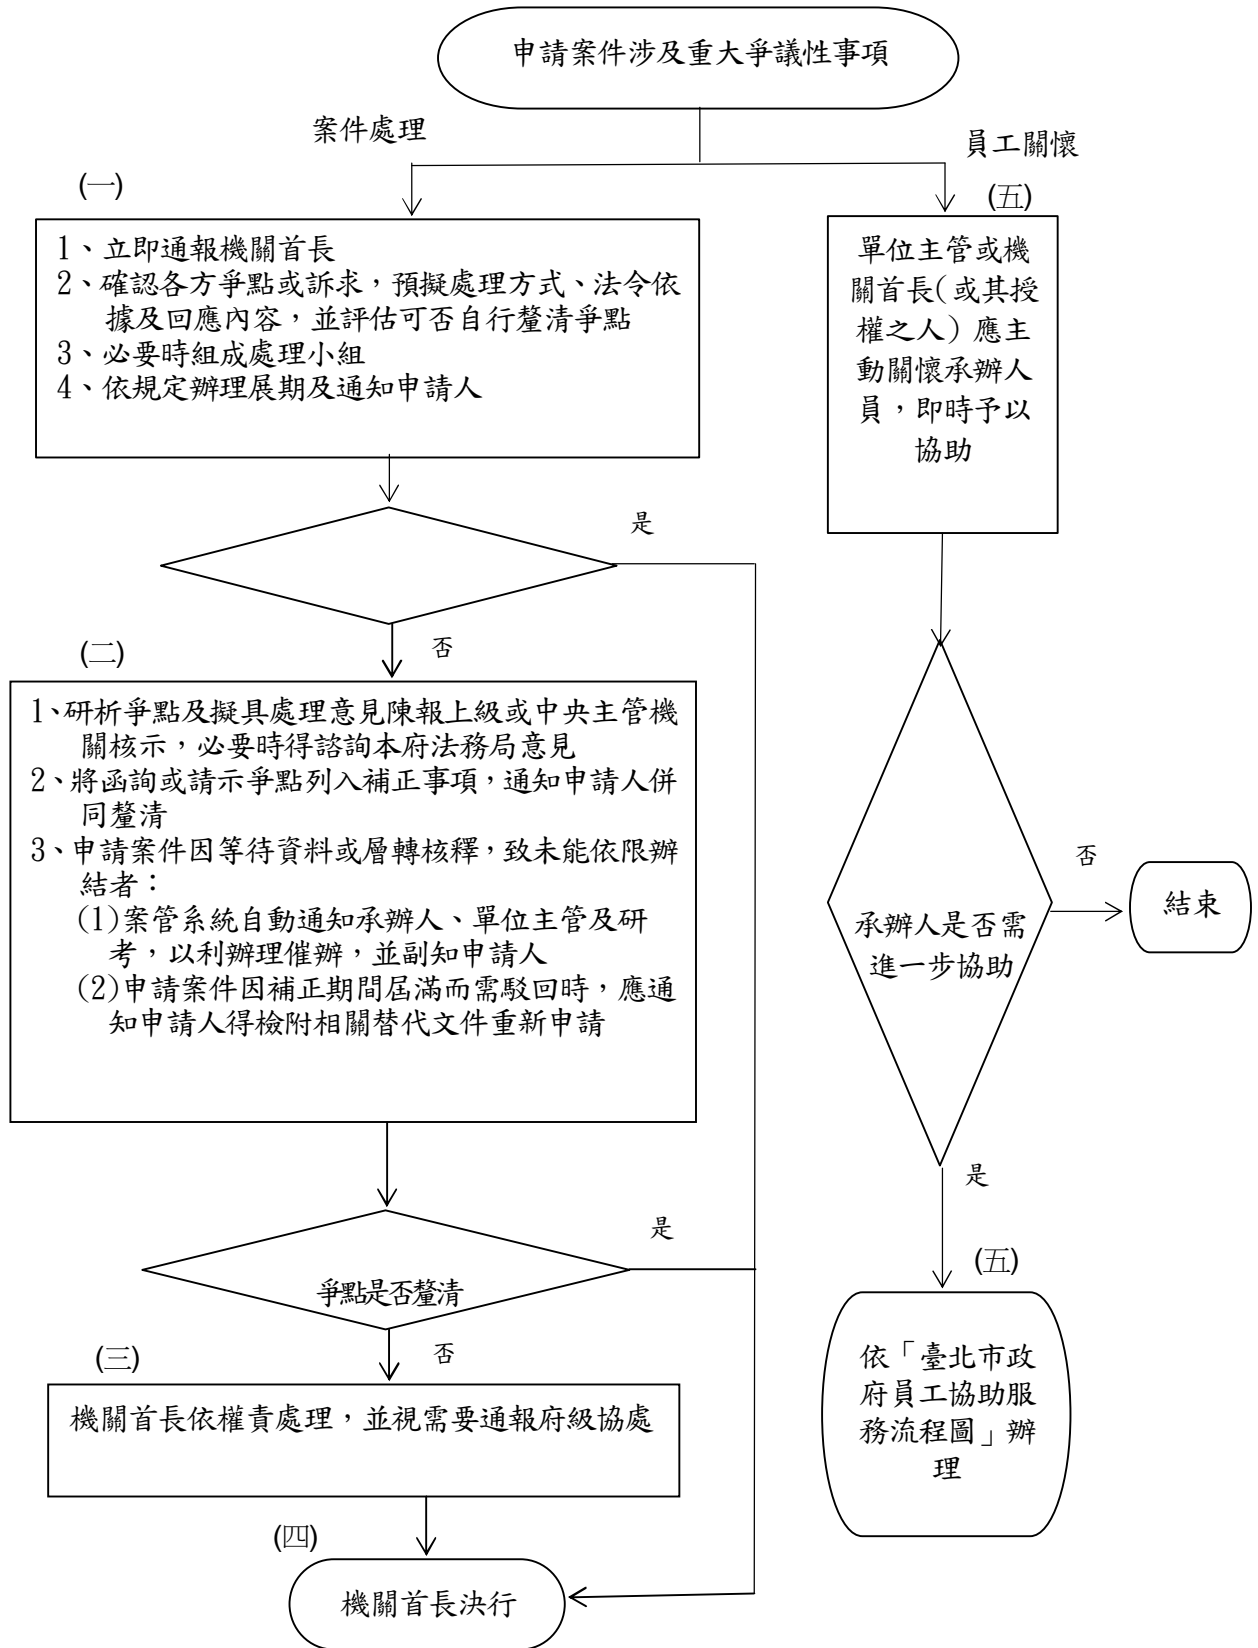 申請案件涉及重大爭議性事項
案件處理
員工關懷
(一)
1、立即通報機關首長
2、確認各方爭點或訴求，預擬處理方式、法令依
據及回應內容，並評估可否自行釐清爭點
3、必要時組成處理小組
4、依規定辦理展期及通知申請人
(五)
單位主管或機
關首長(或其授
權之人）應主
動關懷承辦人
員，即時予以
協助
是
否
(二)
1、研析爭點及擬具處理意見陳報上級或中央主管機
關核示，必要時得諮詢本府法務局意見
2、將函詢或請示爭點列入補正事項，通知申請人併
同釐清
3、申請案件因等待資料或層轉核釋，致未能依限辦
結者：
(1)案管系統自動通知承辦人、單位主管及研
考，以利辦理催辦，並副知申請人
(2)申請案件因補正期間屆滿而需駁回時，應通
知申請人得檢附相關替代文件重新申請
承辦人是否需
進一步協助
否
結束
是
爭點是否釐清
是
否
(三)
機關首長依權責處理，並視需要通報府級協處
(四)
機關首長決行
(五)
依「臺北市政
府員工協助服
務流程圖」辦
理